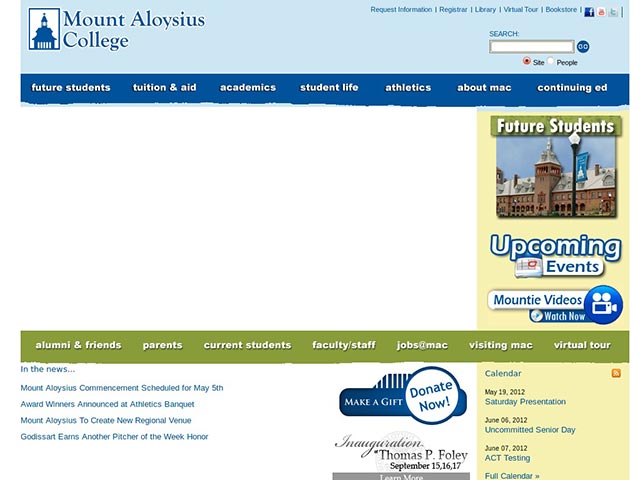 Mount Aloysius
College
Request Information | Registrar | Library | Virtual Tour | Bookstore |
SEARCH:
GO
Site People
future students tuition & aid academics student life athletics about mac continuing ed
Future Students
Upcoming
Events
Mountie Videos
Watch Now
alumni & friends parents current students faculty/staff jobs@mac visiting mac virtual tour
In the news...
Mount Aloysius Commencement Scheduled for May 5th
Award Winners Announced at Athletics Banquet
Mount Aloysius To Create New Regional Venue
Godissart Earns Another Pitcher of the Week Honor
MAKE A GIFT Donate
Now!
Inauguration
of Thomas P. Foley
September 15,16,17
Learn More
Calendar
May 19, 2012
Saturday Presentation
June 06, 2012
Uncommitted Senior Day
June 07, 2012
ACT Testing
Full Calendar »